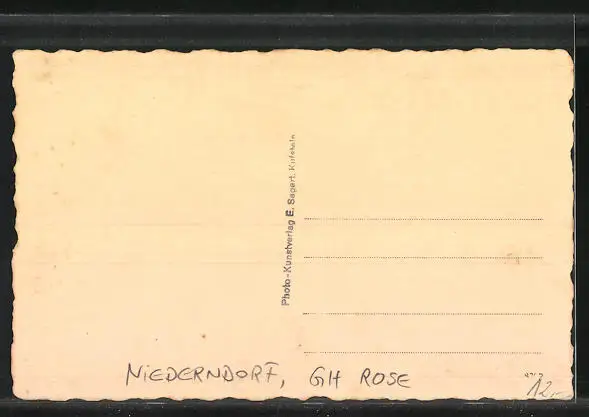 Photo-Kunstverlag E. Sapert, Kufstein
NIEDERNDORF, GH ROSE
12,-